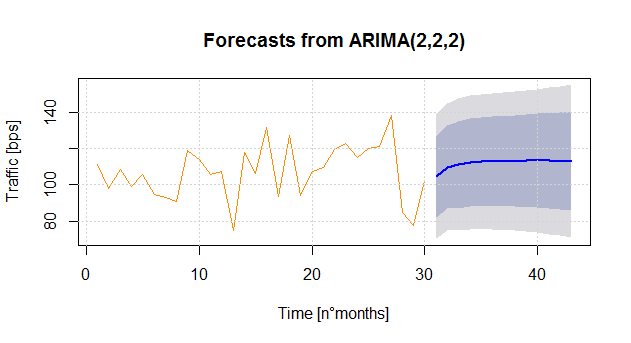 Forecasts from ARIMA(2,2,2)
Traffic [bps]
140
100
80
0 10 20 30 40
Time [n°months]